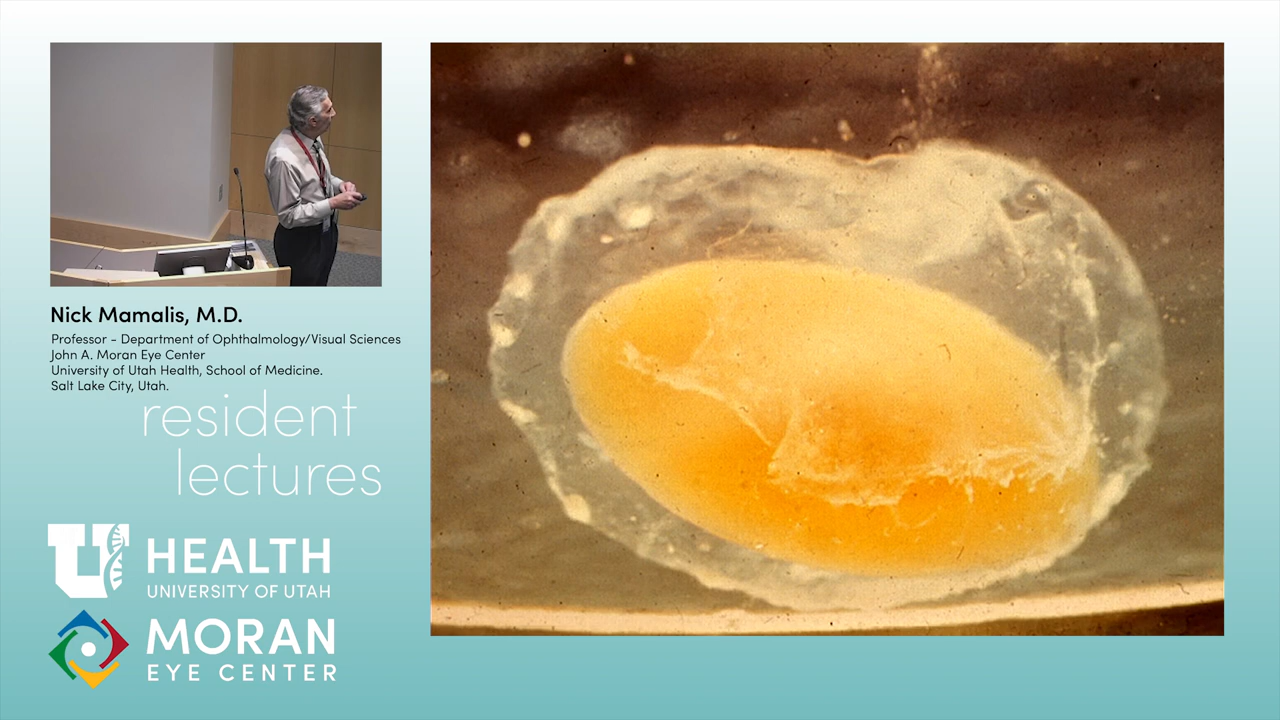 Nick Mamalis, M.D.
Professor - Department of Ophthalmology/Visual Sciences
John A. Moran Eye Center
University of Utah Health, School of Medicine.
Salt Lake City, Utah.
resident
lectures
U HEALTH
UNIVERSITY OF UTAH
MORAN
EYE CENTER